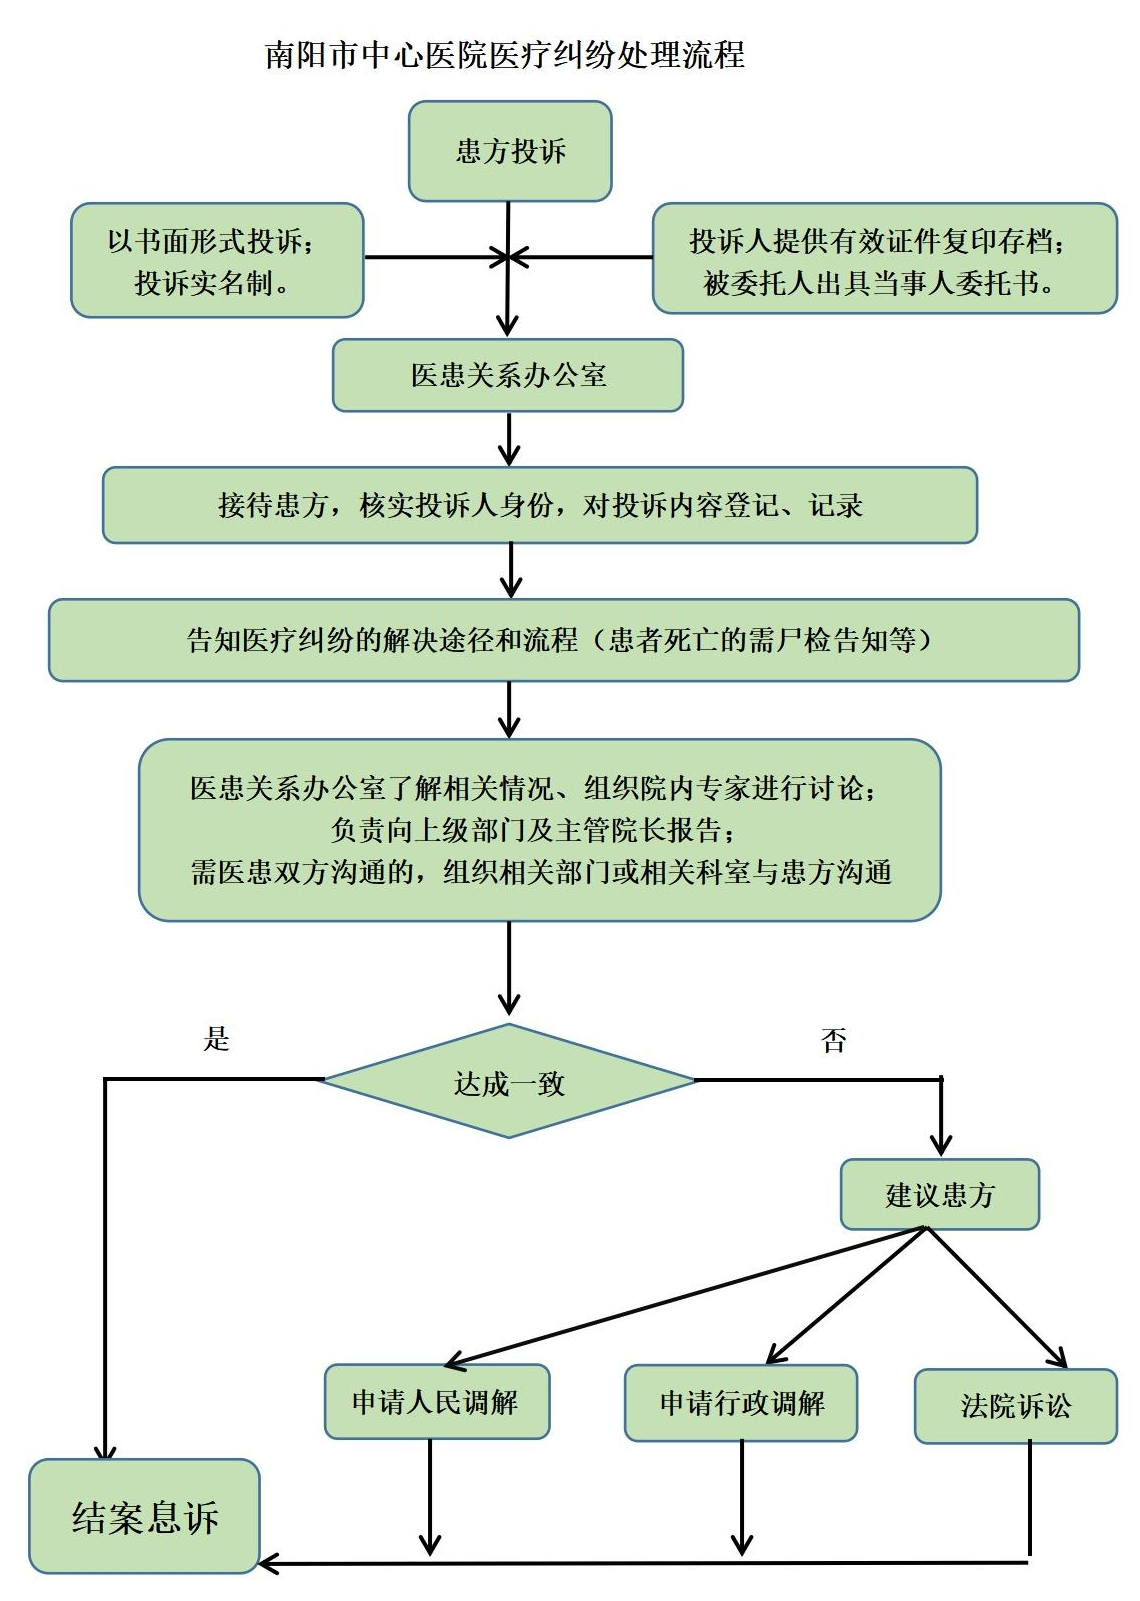 南阳市中心医院医疗纠纷处理流程
患方投诉
以书面形式投诉；
投诉实名制。
投诉人提供有效证件复印存档；
被委托人出具当事人委托书。
医患关系办公室
接待患方，核实投诉人身份，对投诉内容登记、记录
告知医疗纠纷的解决途径和流程（患者死亡的需尸检告知等）
医患关系办公室了解相关情况、组织院内专家进行讨论；
负责向上级部门及主管院长报告；
需医患双方沟通的，组织相关部门或相关科室与患方沟通
是
否
达成一致
建议患方
申请人民调解
申请行政调解
法院诉讼
结案息诉